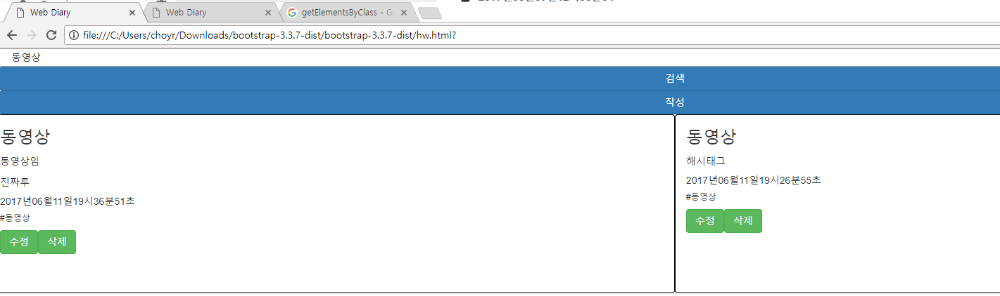 Web Diary
Web Diary
getElementsByClass - Go
file:///C:/Users/choyr/Downloads/bootstrap-3.3.7-dist/bootstrap-3.3.7-dist/hw.html?
동영상
검색
작성
동영상
동영상임
진짜루
2017년06월11일19시36분51초
#동영상
수정 삭제
동영상
해시태그
2017년06월11일19시26분55초
#동영상
수정 삭제